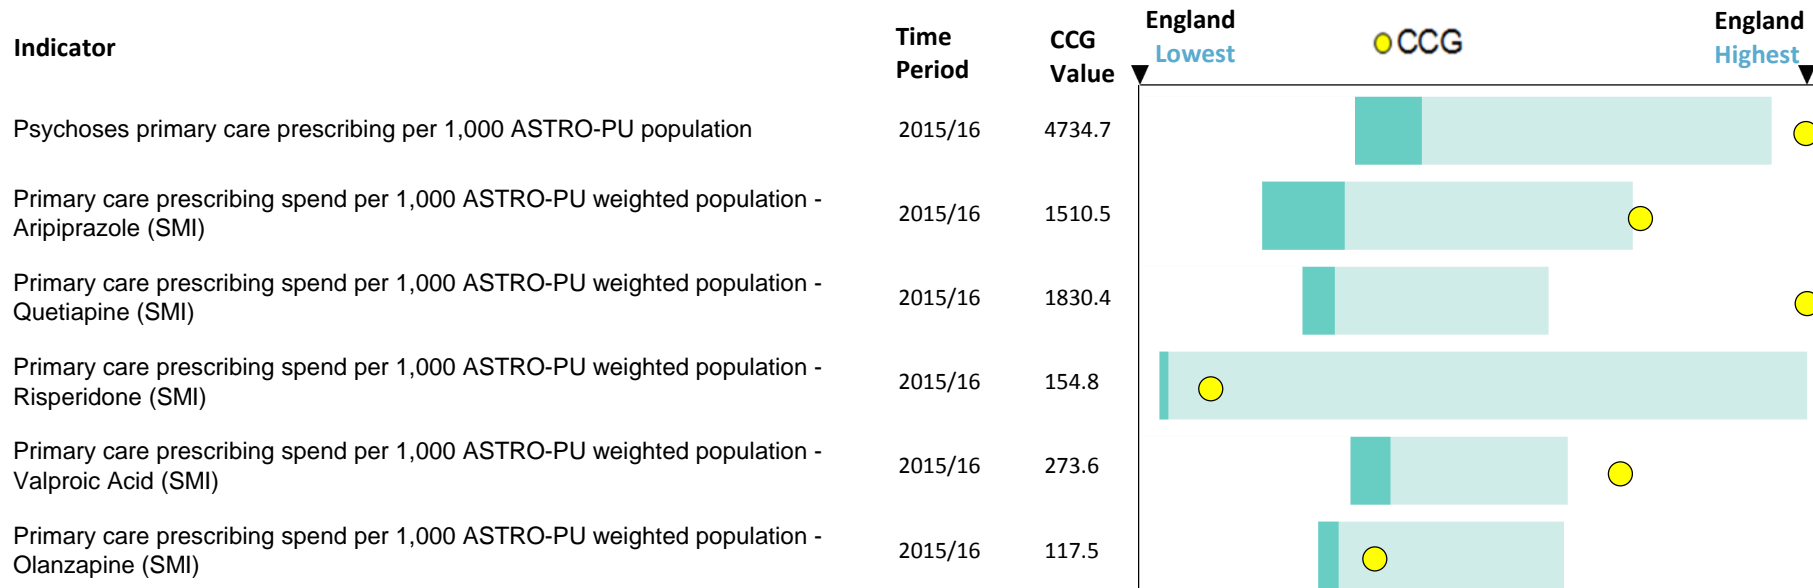 Indicator
Time Period
CCG Value
England Lowest
CCG
England Highest
Psychoses primary care prescribing per 1,000 ASTRO-PU population
2015/16
4734.7
Primary care prescribing spend per 1,000 ASTRO-PU weighted population -
Aripiprazole (SMI)
2015/16
1510.5
Primary care prescribing spend per 1,000 ASTRO-PU weighted population -
Quetiapine (SMI)
2015/16
1830.4
Primary care prescribing spend per 1,000 ASTRO-PU weighted population -
Risperidone (SMI)
2015/16
154.8
Primary care prescribing spend per 1,000 ASTRO-PU weighted population -
Valproic Acid (SMI)
2015/16
273.6
Primary care prescribing spend per 1,000 ASTRO-PU weighted population -
Olanzapine (SMI)
2015/16
117.5